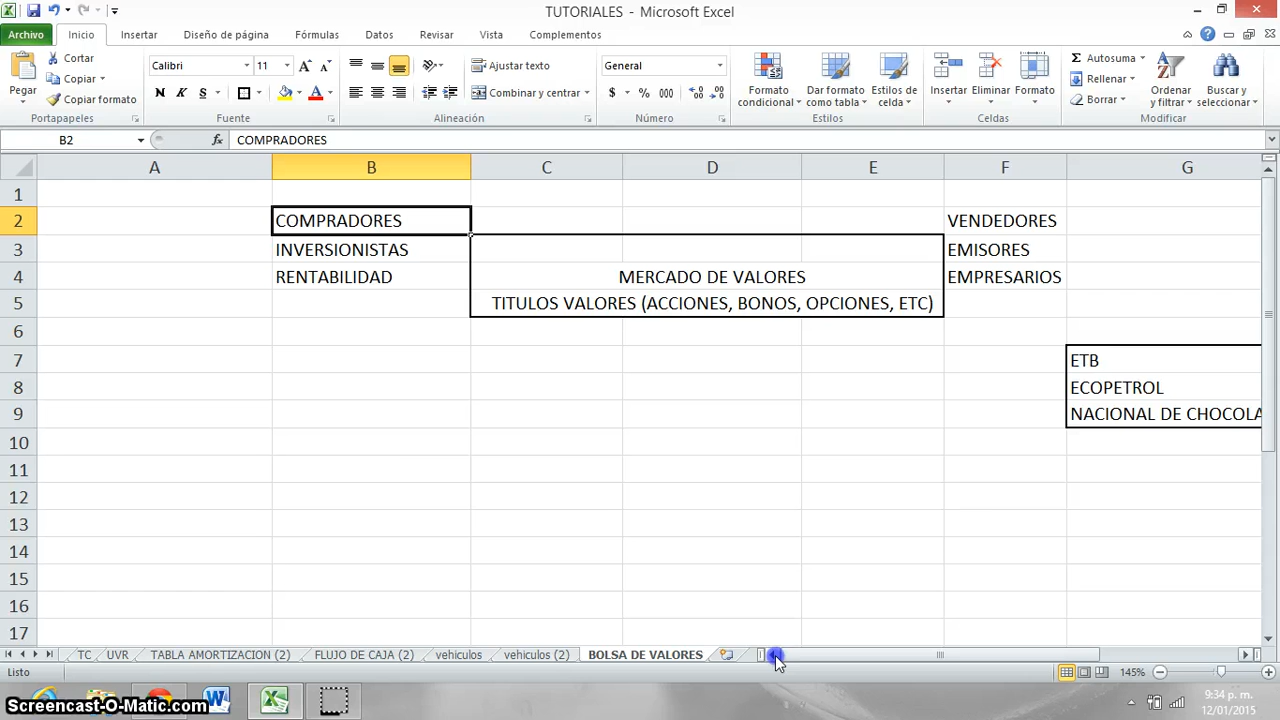 TUTORIALES - Microsoft Excel
Archivo Inicio Insertar Diseño de página Fórmulas Datos Revisar Vista Complementos
Pegar
Cortar
Copiar
Copiar formato
Portapapeles
Calibri 11
N K S
Fuente
Ajustar texto
Combinar y centrar
Alineación
General
$ % 000
Número
Formato condicional
Dar formato como tabla
Estilos de celda
Estilos
Insertar
Eliminar
Formato
Celdas
Autosuma
Rellenar
Borrar
Ordenar y filtrar
Buscar y seleccionar
Modificar
B2 fx COMPRADORES
A B C D E F G
1
2 COMPRADORES VENDEDORES
3 INVERSIONISTAS EMISORES
4 RENTABILIDAD MERCADO DE VALORES EMPRESARIOS
5 TITULOS VALORES (ACCIONES, BONOS, OPCIONES, ETC)
6
7 ETB
8 ECOPETROL
9 NACIONAL DE CHOCOLA
10
11
12
13
14
15
16
17
TC UVR TABLA AMORTIZACION (2) FLUJO DE CAJA (2) vehiculos vehiculos (2) BOLSA DE VALORES
Listo 145%
Screencast-O-Matic.com
9:34 p. m.
12/01/2015